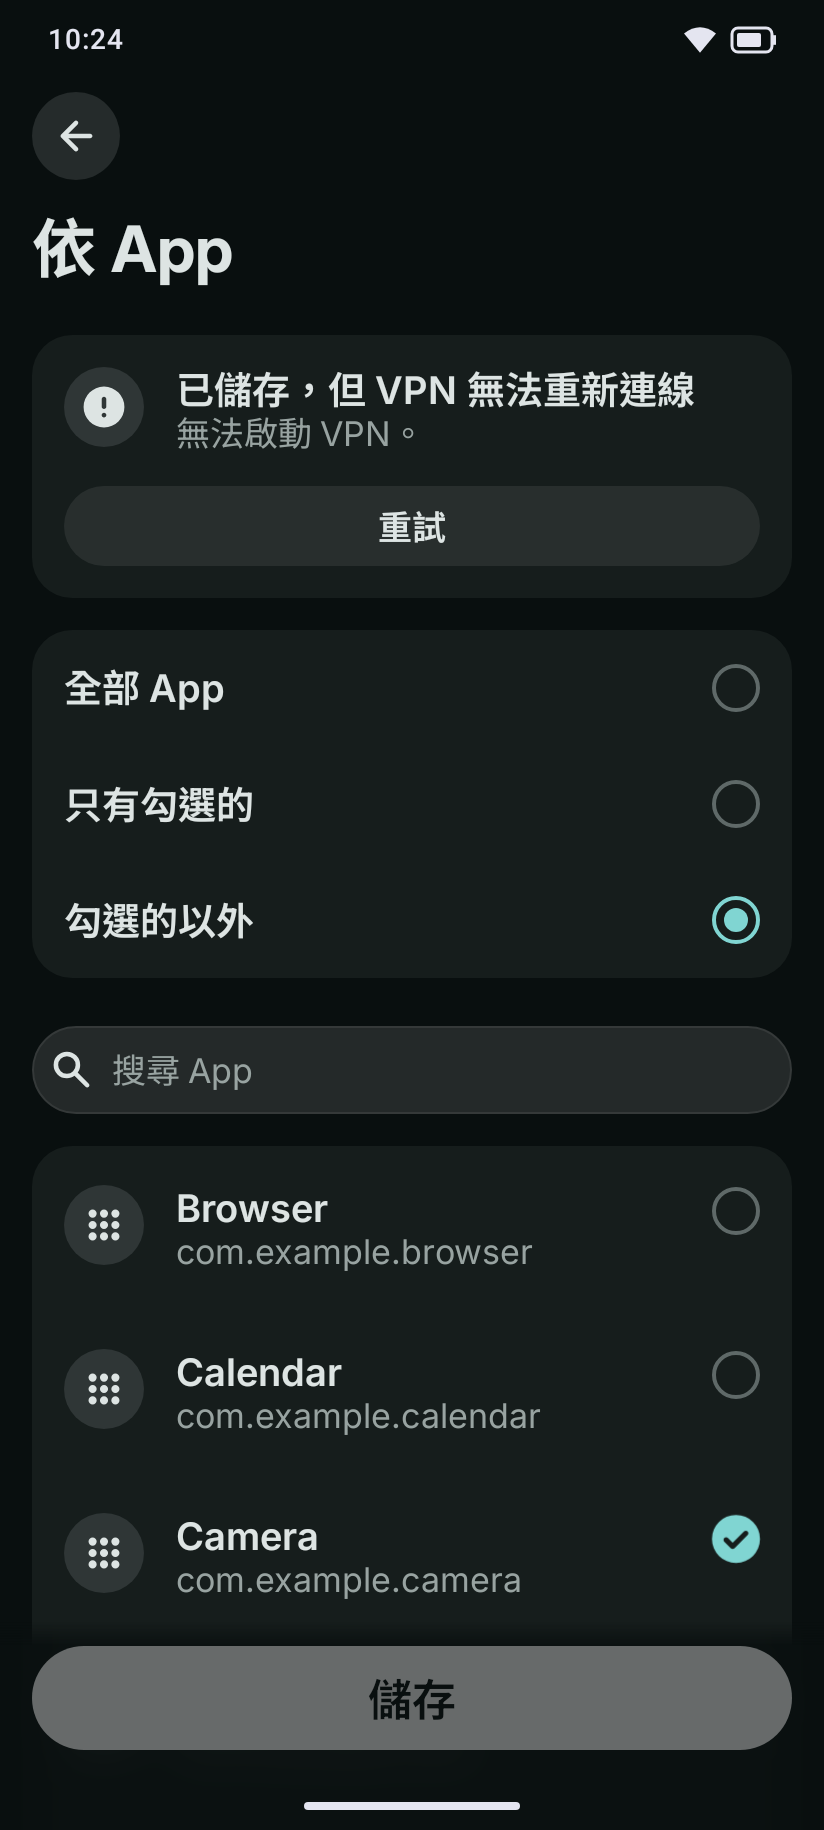 10:24
依 App
已儲存，但 VPN 無法重新連線
無法啟動 VPN。
重試
全部 App
只有勾選的
勾選的以外
搜尋 App
Browser
com.example.browser
Calendar
com.example.calendar
Camera
com.example.camera
儲存